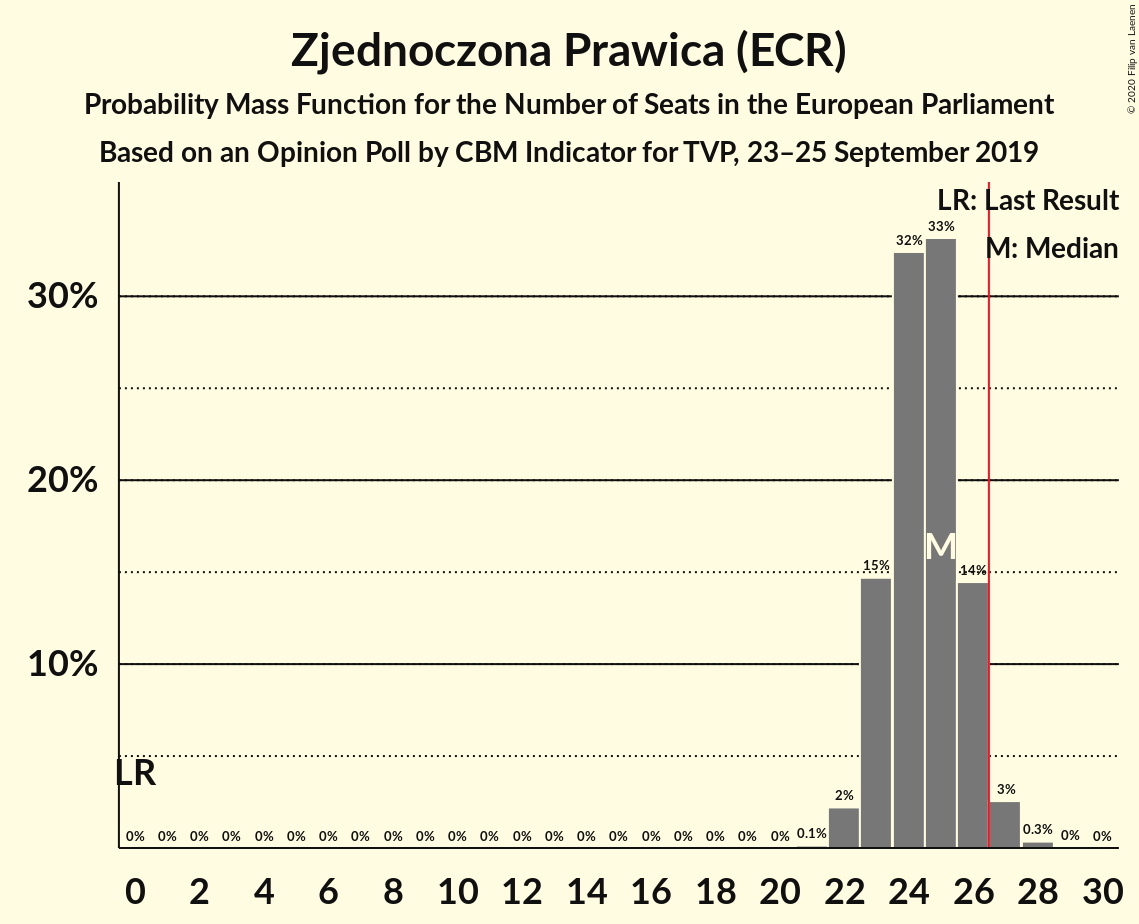 Zjednoczona Prawica (ECR)
Probability Mass Function for the Number of Seats in the European Parliament
Based on an Opinion Poll by CBM Indicator for TVP, 23–25 September 2019
© 2020 Filip van Laenen
LR: Last Result
M: Median
30%
20%
10%
LR
M
0% 0% 0% 0% 0% 0% 0% 0% 0% 0% 0% 0% 0% 0% 0% 0% 0% 0% 0% 0% 0% 0.1% 2% 15% 32% 33% 14% 3% 0.3% 0% 0%
0 2 4 6 8 10 12 14 16 18 20 22 24 26 28 30